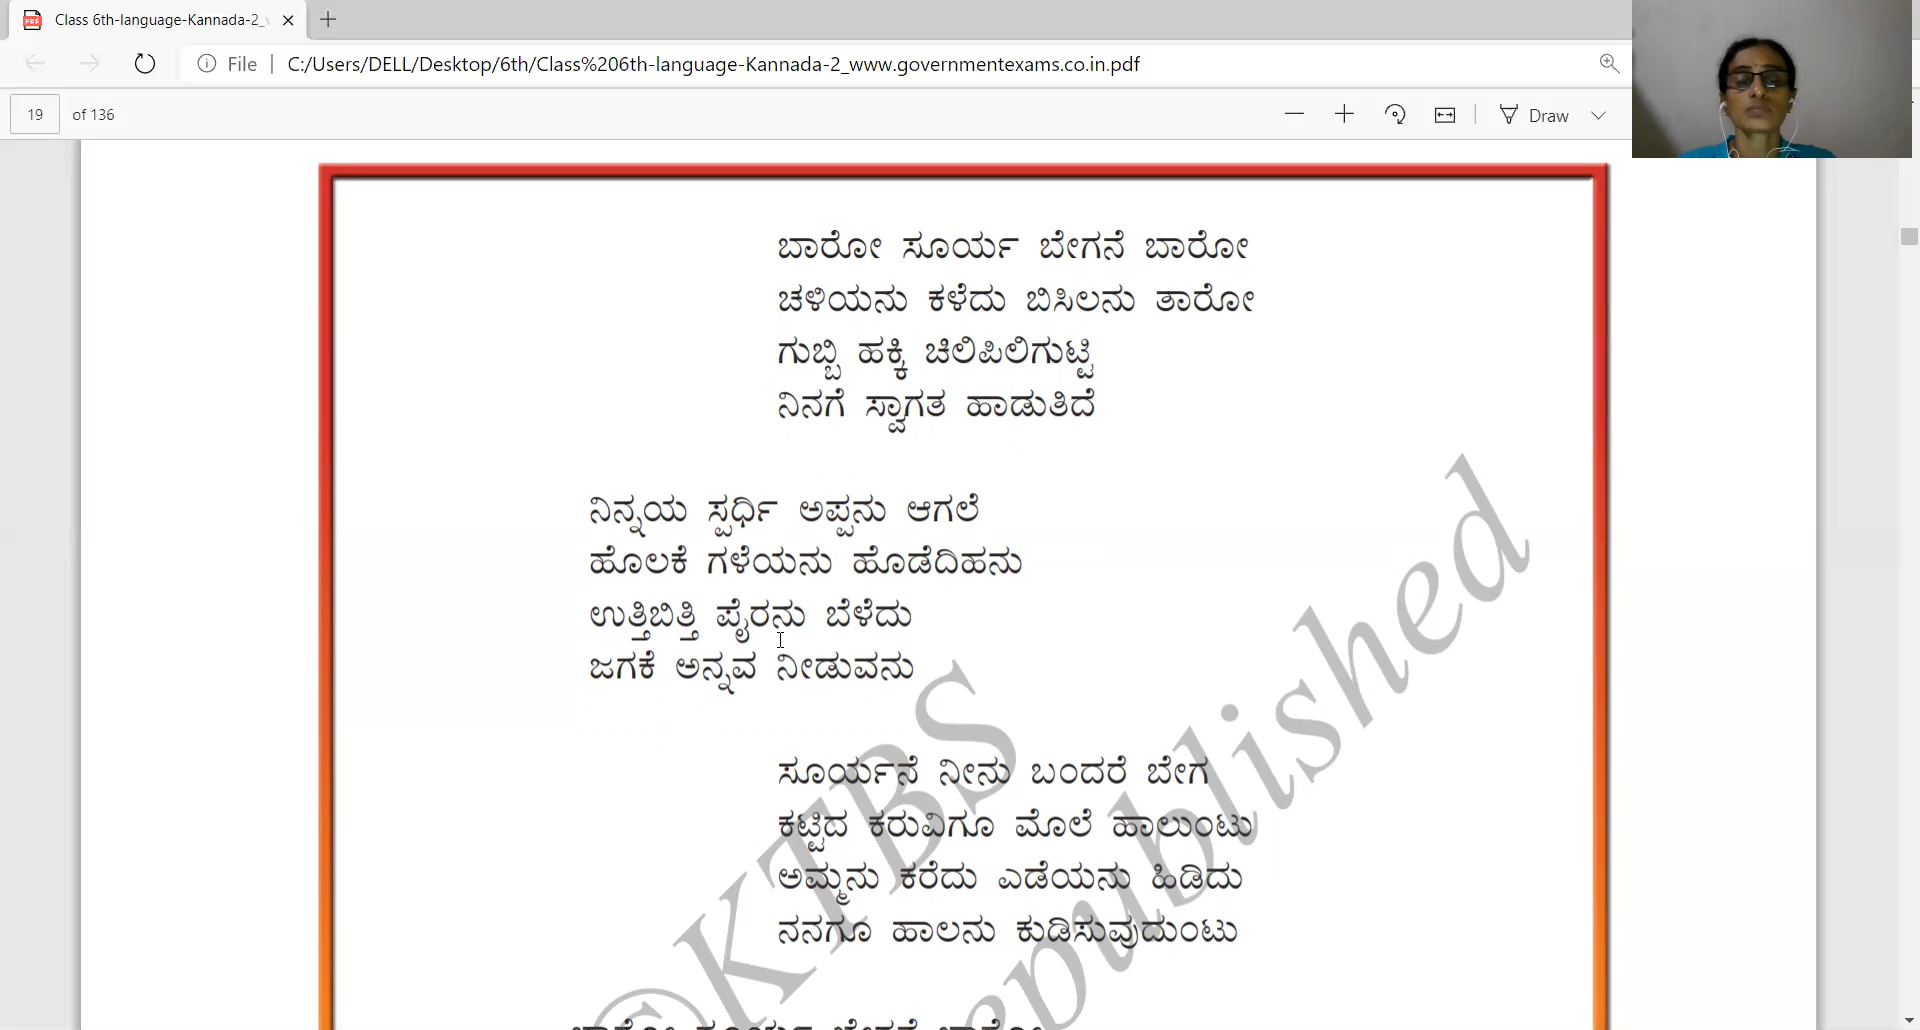 Class 6th-language-Kannada-2_
File
C:/Users/DELL/Desktop/6th/Class%206th-language-Kannada-2_www.governmentexams.co.in.pdf
19 of 136
Draw
ಬಾರೋ ಸೂರ್ಯ ಬೇಗನೆ ಬಾರೋ
ಚಳಿಯನು ಕಳೆದು ಬಿಸಿಲನು ತಾರೋ
ಗುಬ್ಬಿ ಹಕ್ಕಿ ಚಿಲಿಪಿಲಿಗುಟ್ಟಿ
ನಿನಗೆ ಸ್ವಾಗತ ಹಾಡುತಿದೆ
ನಿನ್ನಯ ಸ್ಪರ್ಧಿ ಅಪ್ಪನು ಆಗಲೆ
ಹೊಲಕೆ ಗಳೆಯನು ಹೊಡೆದಿಹನು
ಉತ್ತಿಬಿತ್ತಿ ಪೈರನು ಬೆಳೆದು
ಜಗಕೆ ಅನ್ನವ ನೀಡುವನು
ಸೂರ್ಯನೆ ನೀನು ಬಂದರೆ ಬೇಗ
ಕಟ್ಟಿದ ಕರುವಿಗೂ ಮೊಲೆ ಹಾಲುಂಟು
ಅಮ್ಮನು ಕರೆದು ಎಡೆಯನು ಹಿಡಿದು
ನನಗೂ ಹಾಲನು ಕುಡಿಸುವುದುಂಟು
©KTBS
republished